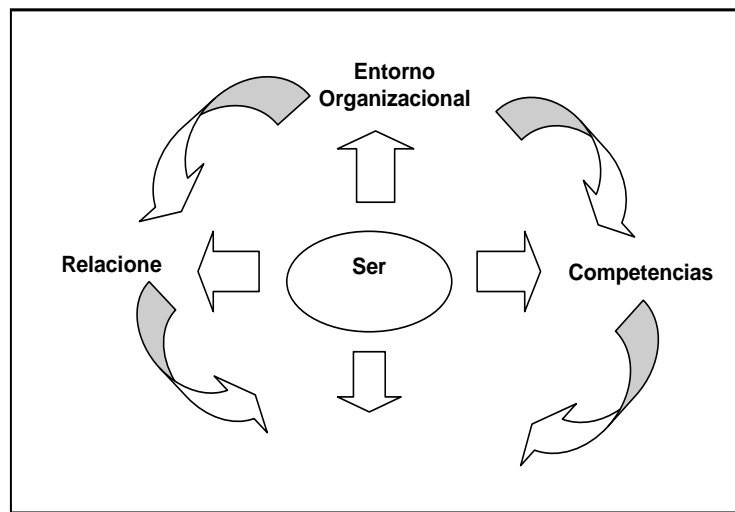 Entorno
Organizacional
Relacione
Ser
Competencias